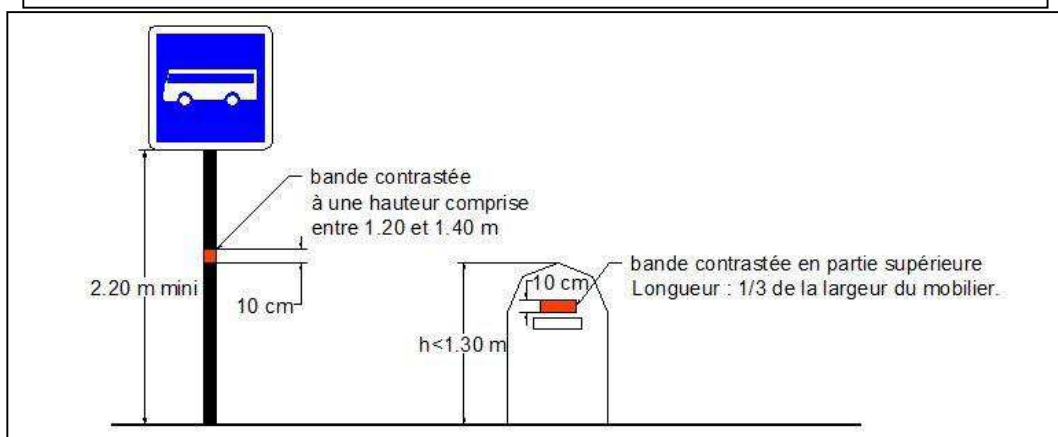 bande contrastée
à une hauteur comprise
entre 1.20 et 1.40 m
2.20 m mini
10 cm
bande contrastée en partie supérieure
Longueur : 1/3 de la largeur du mobilier.
10 cm
h<1.30 m